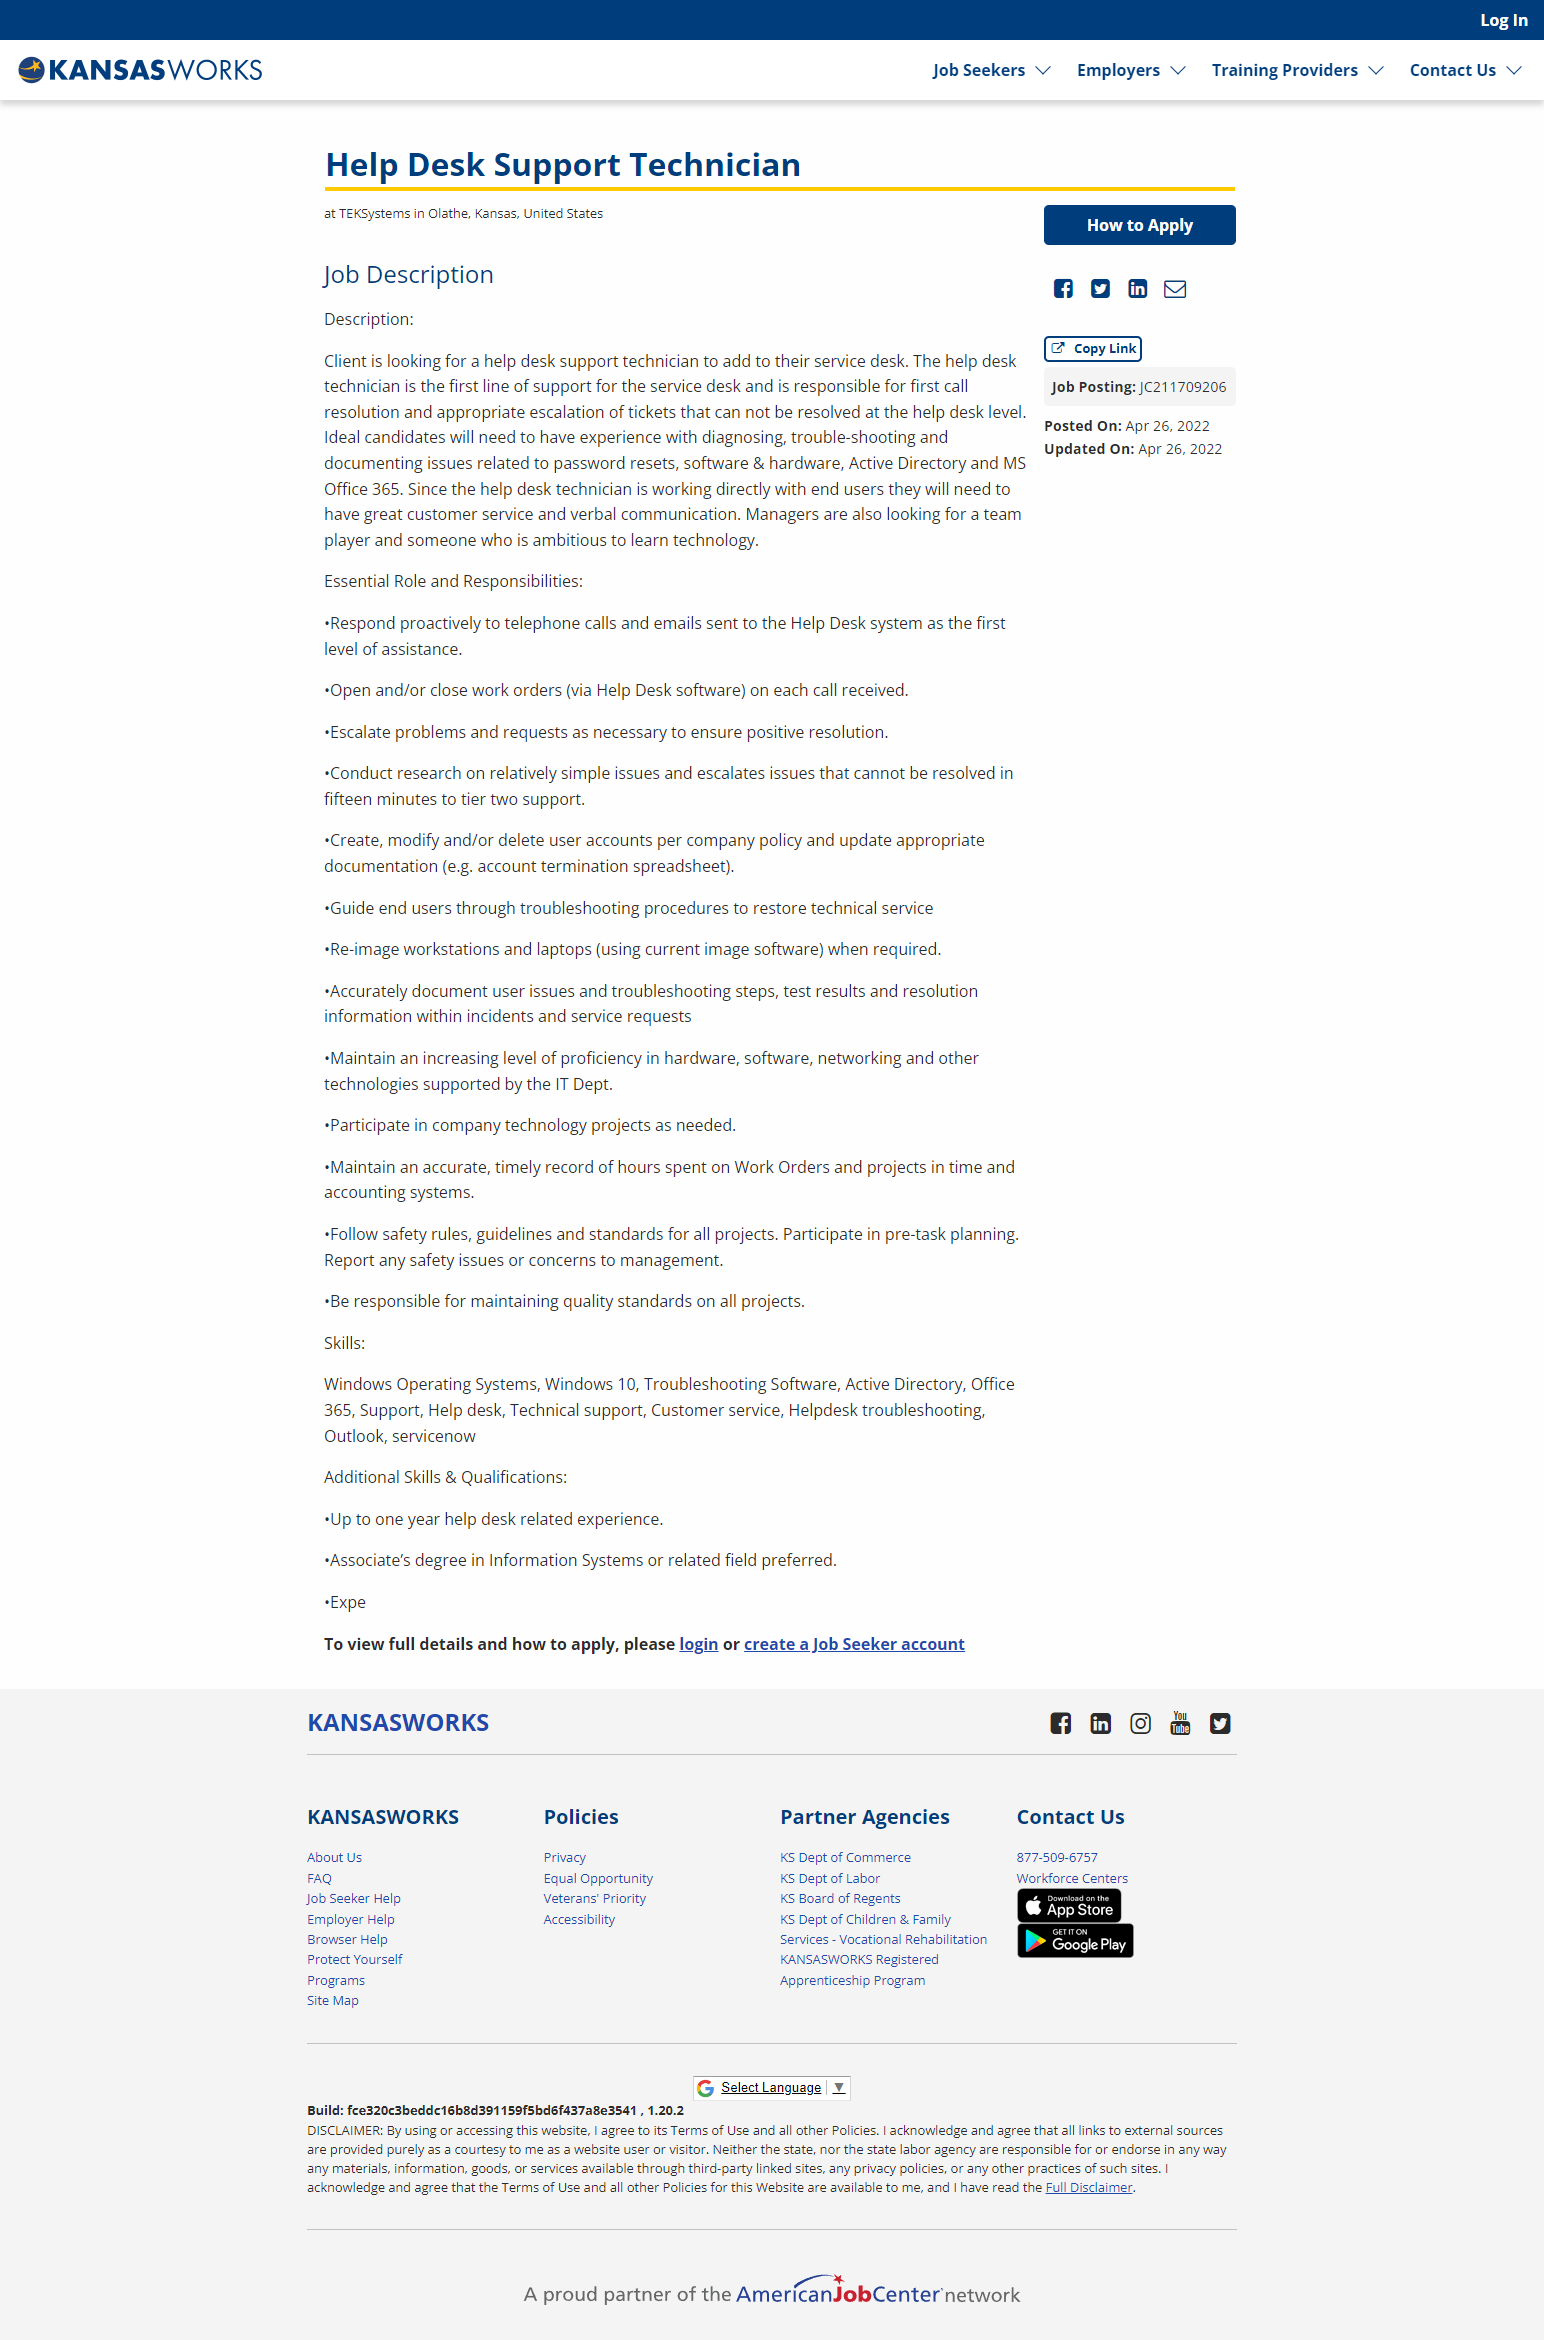 Log In
KANSASWORKS
Job Seekers
Employers
Training Providers
Contact Us
Help Desk Support Technician
at TEKSystems in Olathe, Kansas, United States
How to Apply
Job Description
Copy Link
Job Posting: JC211709206
Posted On: Apr 26, 2022
Updated On: Apr 26, 2022
Description:
Client is looking for a help desk support technician to add to their service desk. The help desk
technician is the first line of support for the service desk and is responsible for first call
resolution and appropriate escalation of tickets that can not be resolved at the help desk level.
Ideal candidates will need to have experience with diagnosing, trouble-shooting and
documenting issues related to password resets, software & hardware, Active Directory and MS
Office 365. Since the help desk technician is working directly with end users they will need to
have great customer service and verbal communication. Managers are also looking for a team
player and someone who is ambitious to learn technology.
Essential Role and Responsibilities:
•Respond proactively to telephone calls and emails sent to the Help Desk system as the first
level of assistance.
•Open and/or close work orders (via Help Desk software) on each call received.
•Escalate problems and requests as necessary to ensure positive resolution.
•Conduct research on relatively simple issues and escalates issues that cannot be resolved in
fifteen minutes to tier two support.
•Create, modify and/or delete user accounts per company policy and update appropriate
documentation (e.g. account termination spreadsheet).
•Guide end users through troubleshooting procedures to restore technical service
•Re-image workstations and laptops (using current image software) when required.
•Accurately document user issues and troubleshooting steps, test results and resolution
information within incidents and service requests
•Maintain an increasing level of proficiency in hardware, software, networking and other
technologies supported by the IT Dept.
•Participate in company technology projects as needed.
•Maintain an accurate, timely record of hours spent on Work Orders and projects in time and
accounting systems.
•Follow safety rules, guidelines and standards for all projects. Participate in pre-task planning.
Report any safety issues or concerns to management.
•Be responsible for maintaining quality standards on all projects.
Skills:
Windows Operating Systems, Windows 10, Troubleshooting Software, Active Directory, Office
365, Support, Help desk, Technical support, Customer service, Helpdesk troubleshooting,
Outlook, servicenow
Additional Skills & Qualifications:
•Up to one year help desk related experience.
•Associate’s degree in Information Systems or related field preferred.
•Expe
To view full details and how to apply, please login or create a Job Seeker account
KANSASWORKS
You
Tube
KANSASWORKS
About Us
FAQ
Job Seeker Help
Employer Help
Browser Help
Protect Yourself
Programs
Site Map
Policies
Privacy
Equal Opportunity
Veterans' Priority
Accessibility
Partner Agencies
KS Dept of Commerce
KS Dept of Labor
KS Board of Regents
KS Dept of Children & Family
Services - Vocational Rehabilitation
KANSASWORKS Registered
Apprenticeship Program
Contact Us
877-509-6757
Workforce Centers
Download on the
App Store
GET IT ON
Google Play
Select Language ▼
Build: fce320c3beddc16b8d391159f5bd6f437a8e3541 , 1.20.2
DISCLAIMER: By using or accessing this website, I agree to its Terms of Use and all other Policies. I acknowledge and agree that all links to external sources
are provided purely as a courtesy to me as a website user or visitor. Neither the state, nor the state labor agency are responsible for or endorse in any way
any materials, information, goods, or services available through third-party linked sites, any privacy policies, or any other practices of such sites. I
acknowledge and agree that the Terms of Use and all other Policies for this Website are available to me, and I have read the Full Disclaimer.
A proud partner of the AmericanJobCenter network